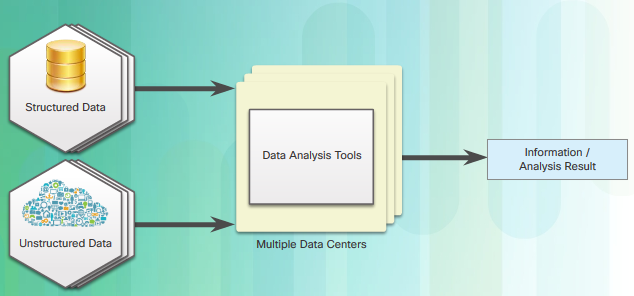 Structured Data
Unstructured Data
Data Analysis Tools
Multiple Data Centers
Information /
Analysis Result